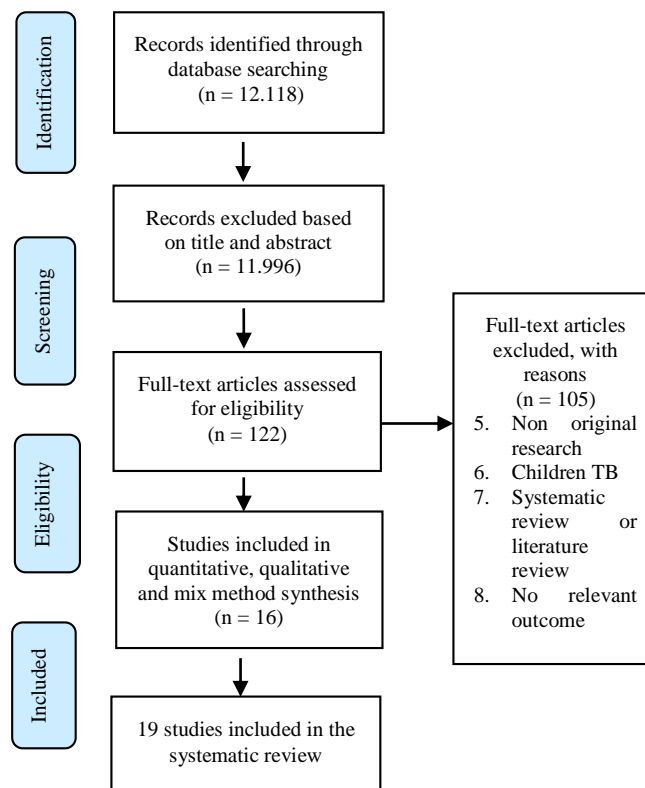 Identification
Records identified through
database searching
(n = 12.118)
Records excluded based
on title and abstract
(n = 11.996)
Screening
Full-text articles assessed
for eligibility
(n = 122)
Full-text articles
excluded, with
reasons
(n = 105)
5. Non original
research
6. Children TB
7. Systematic
review or
literature
review
8. No relevant
outcome
Eligibility
Studies included in
quantitative, qualitative
and mix method synthesis
(n = 16)
Included
19 studies included in the
systematic review